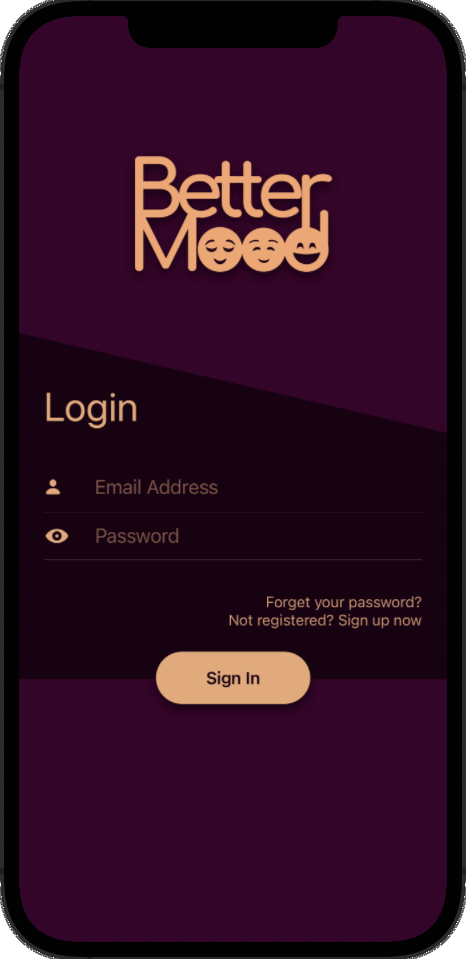 Better
Mood
Login
Email Address
Password
Forget your password?
Not registered? Sign up now
Sign In